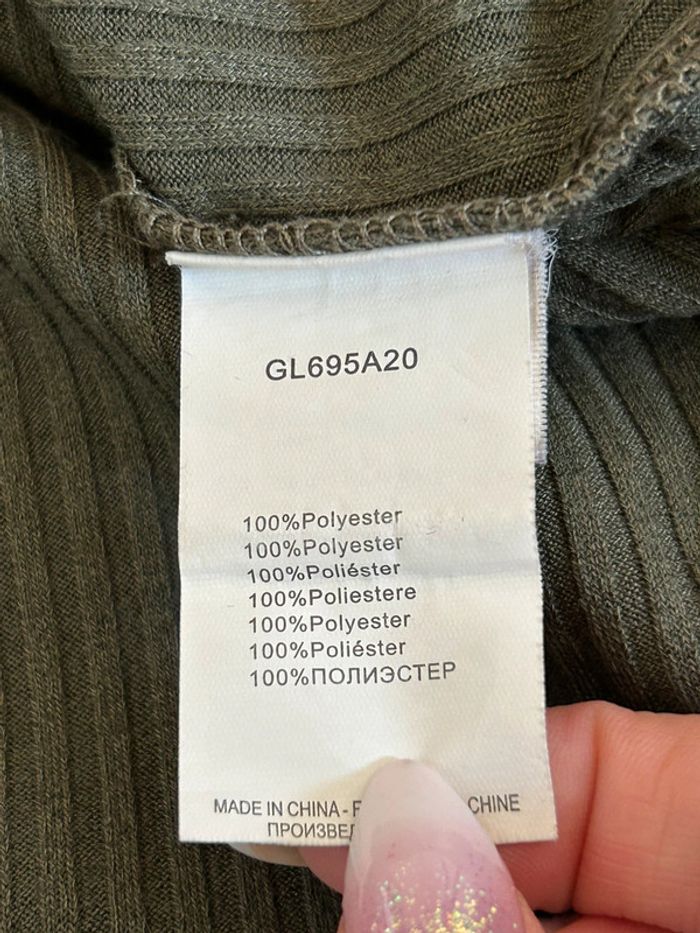 GL695A20
100%Polyester
100%Polyester
100%Poliéster
100%Poliestere
100%Polyester
100%Poliéster
100%ПОЛИЭСТЕР
MADE IN CHINA - CHINE